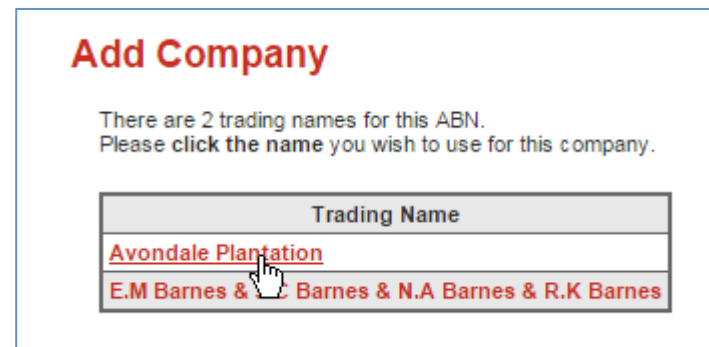 Add Company
There are 2 trading names for this ABN.
Please click the name you wish to use for this company.
Trading Name
Avondale Plantation
E.M Barnes & C Barnes & N.A Barnes & R.K Barnes